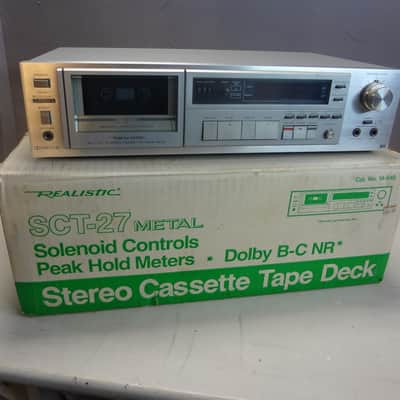 REALISTIC
SCT-27 METAL
Solenoid Controls
Peak Hold Meters • Dolby B-C NR*
Stereo Cassette Tape Deck